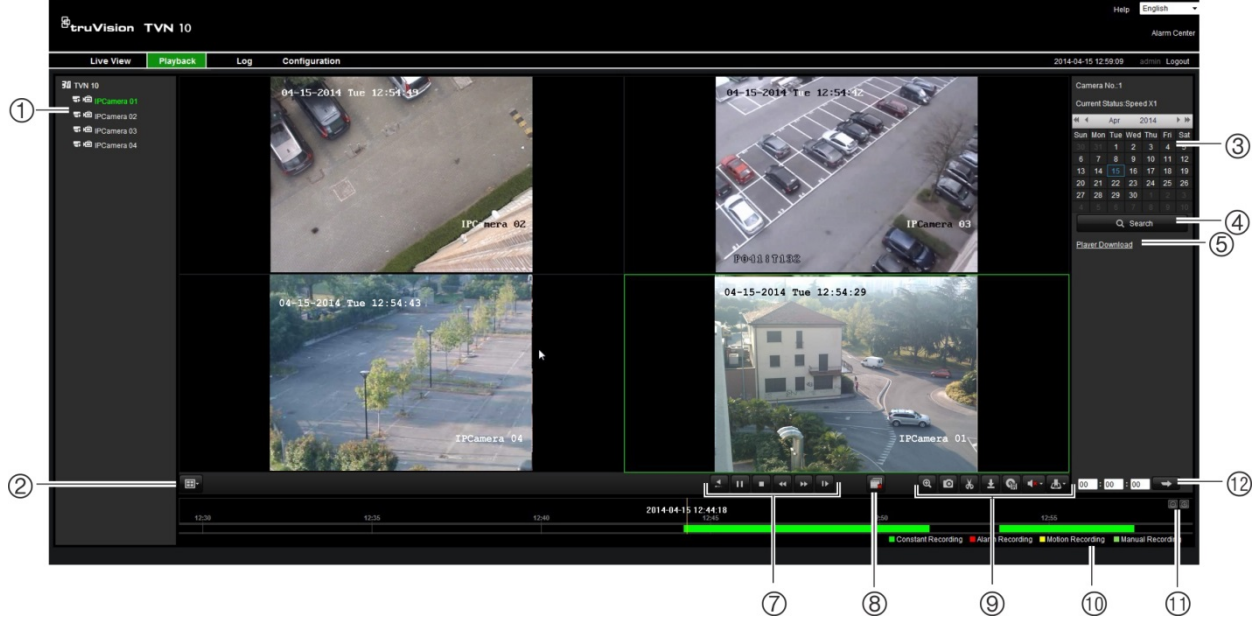 Help English
truVision TVN 10
Alarm Center
Live View Playback Log Configuration 2014-04-15 12:59:09 admin Logout
TVN 10
IPCamera 01
IPCamera 02
IPCamera 03
IPCamera 04
①
②
04-15-2014 Tue 12:54:49
IPCamera 02
04-15-2014 Tue 12:54:42
IPCamera 03
P041:T132
04-15-2014 Tue 12:54:43
IPCamera 04
04-15-2014 Tue 12:54:29
IPCamera 01
Camera No.:1
Current Status:Speed X1
Apr 2014
Sun Mon Tue Wed Thu Fri Sat
30 31 1 2 3 4 5
6 7 8 9 10 11 12
13 14 15 16 17 18 19
20 21 22 23 24 25 26
27 28 29 30 1 2 3
4 5 6 7 8 9 10
Search
Player Download
③
④
⑤
00 : 00 : 00
⑫
2014-04-15 12:44:18
12:30 12:35 12:40 12:45 12:50 12:55
Constant Recording Alarm Recording Motion Recording Manual Recording
⑦ ⑧ ⑨ ⑩ ⑪